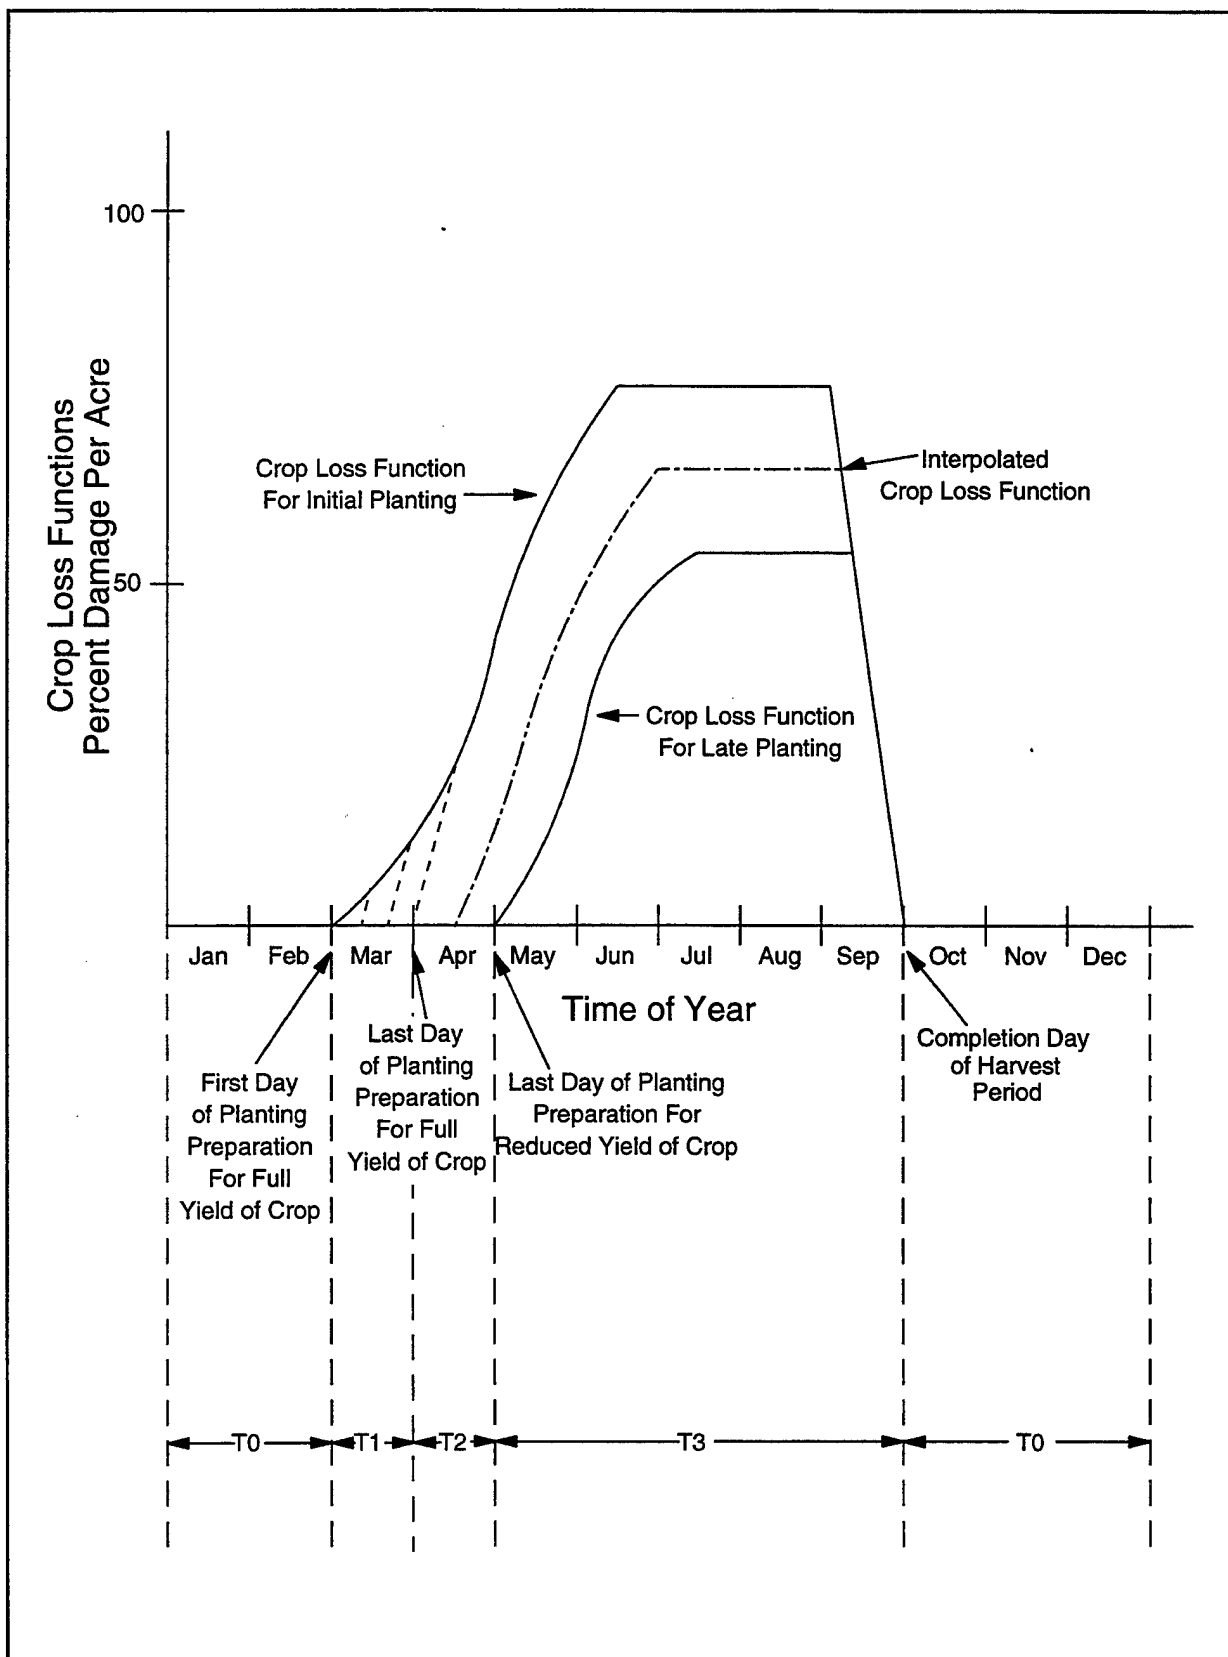 100
50
Crop Loss Functions
Percent Damage Per Acre
Crop Loss Function
For Initial Planting
Interpolated
Crop Loss Function
Crop Loss Function
For Late Planting
Jan Feb Mar Apr May Jun Jul Aug Sep Oct Nov Dec
Time of Year
First Day
of Planting
Preparation
For Full
Yield of Crop
Last Day
of Planting
Preparation
For Full
Yield of Crop
Last Day of Planting
Preparation For
Reduced Yield of Crop
Completion Day
of Harvest
Period
T0 T1 T2 T3 T0